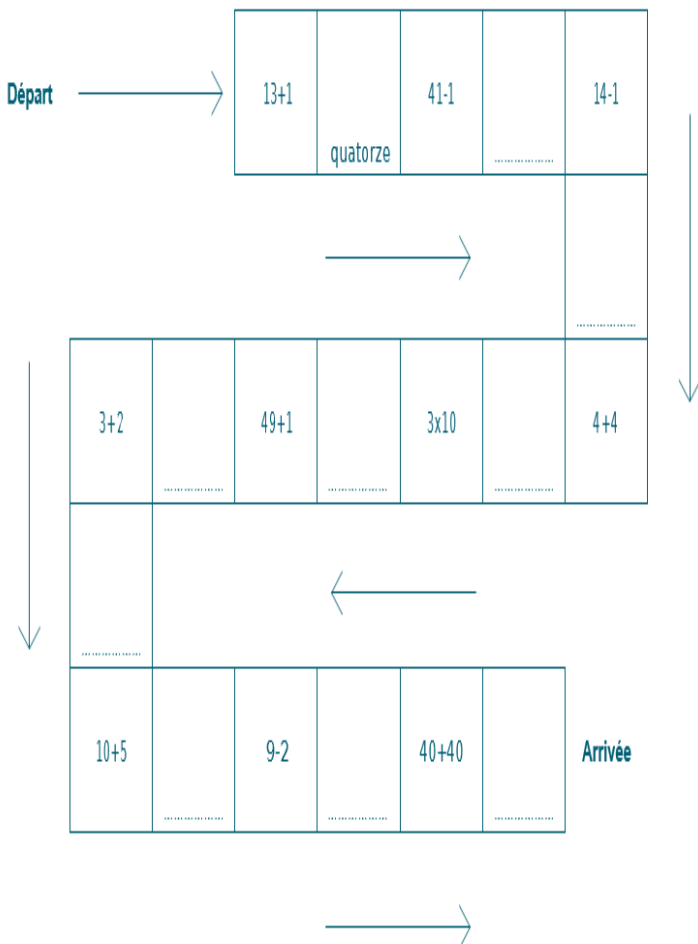 Départ 13+1 41-1 14-1
quatorze ..................
..................
3+2 49+1 3x10 4+4
.................. .................. ..................
..................
10+5 9-2 40+40 Arrivée
.................. .................. ..................